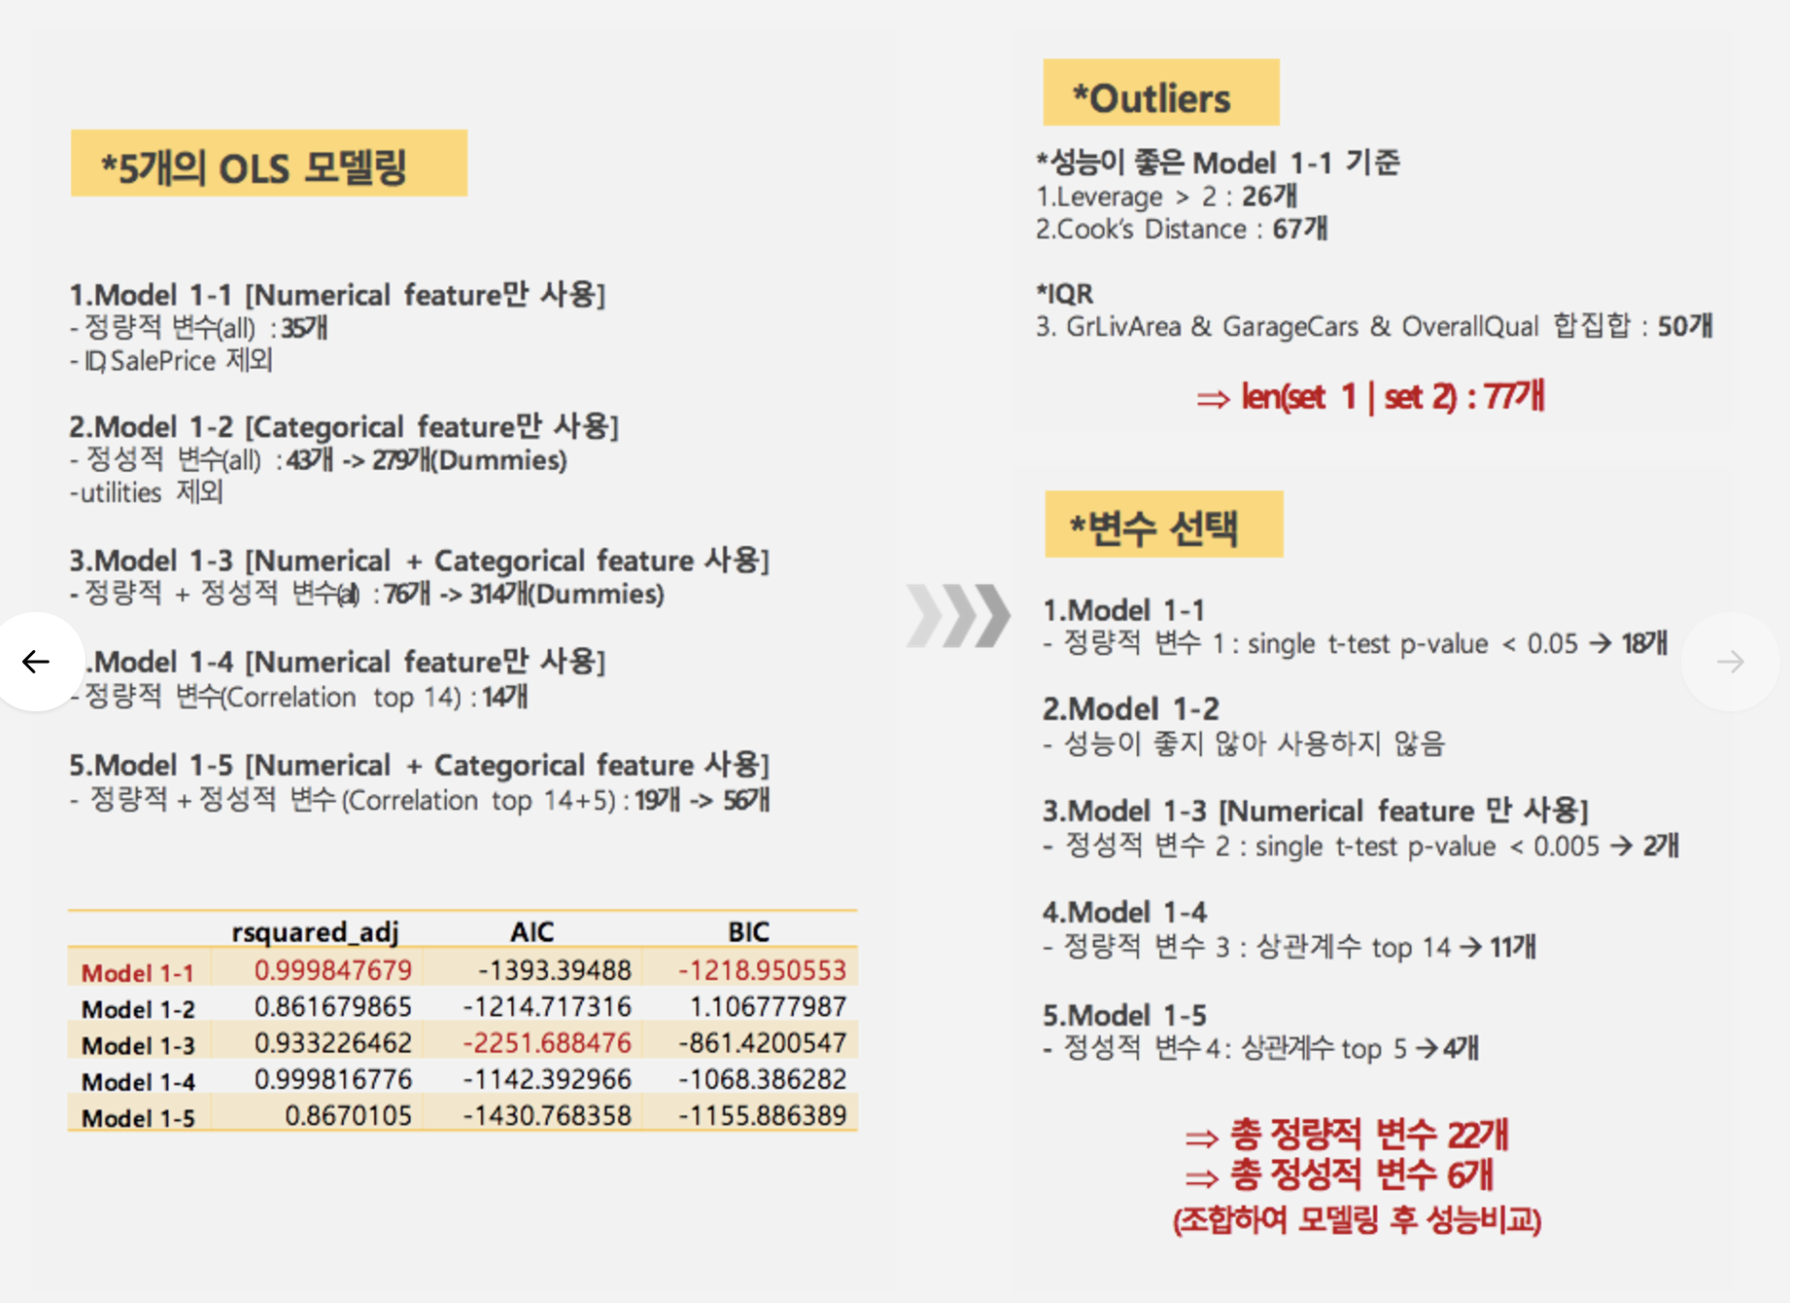 *5개의 OLS 모델링
1.Model 1-1 [Numerical feature만 사용]
- 정량적 변수(all) : 35개
- ID, SalePrice 제외
2.Model 1-2 [Categorical feature만 사용]
- 정성적 변수(all) : 43개 -> 279개(Dummies)
-utilities 제외
3.Model 1-3 [Numerical + Categorical feature 사용]
- 정량적 + 정성적 변수(all) : 76개 -> 314개(Dummies)
.Model 1-4 [Numerical feature만 사용]
- 정량적 변수(Correlation top 14) : 14개
5.Model 1-5 [Numerical + Categorical feature 사용]
- 정량적 + 정성적 변수 (Correlation top 14+5) : 19개 -> 56개
rsquared_adj AIC BIC
Model 1-1 0.999847679 -1393.39488 -1218.950553
Model 1-2 0.861679865 -1214.717316 1.106777987
Model 1-3 0.933226462 -2251.688476 -861.4200547
Model 1-4 0.999816776 -1142.392966 -1068.386282
Model 1-5 0.8670105 -1430.768358 -1155.886389
*Outliers
*성능이 좋은 Model 1-1 기준
1.Leverage > 2 : 26개
2.Cook's Distance : 67개
*IQR
3. GrLivArea & GarageCars & OverallQual 합집합 : 50개
⇒ len(set 1 | set 2) : 77개
*변수 선택
1.Model 1-1
- 정량적 변수 1 : single t-test p-value < 0.05 → 18개
2.Model 1-2
- 성능이 좋지 않아 사용하지 않음
3.Model 1-3 [Numerical feature 만 사용]
- 정성적 변수 2 : single t-test p-value < 0.005 → 2개
4.Model 1-4
- 정량적 변수 3 : 상관계수 top 14 → 11개
5.Model 1-5
- 정성적 변수 4 : 상관계수 top 5 → 4개
⇒ 총 정량적 변수 22개
⇒ 총 정성적 변수 6개
(조합하여 모델링 후 성능비교)